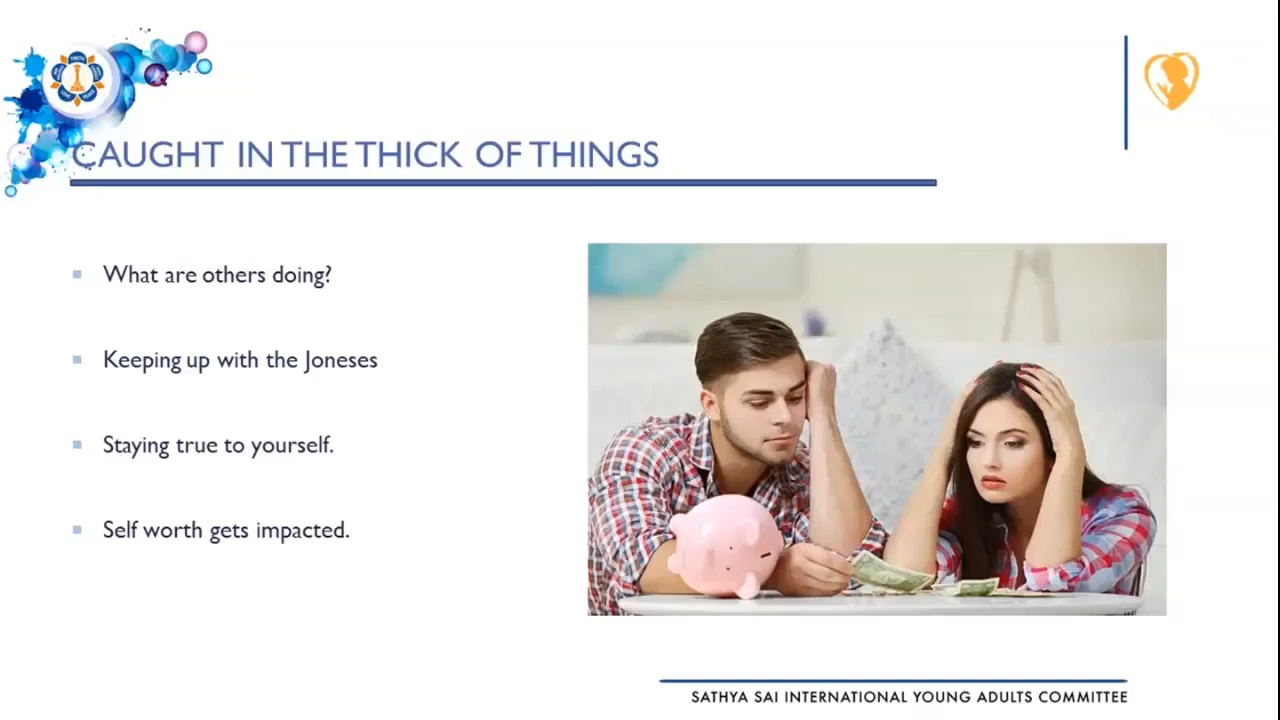 CAUGHT IN THE THICK OF THINGS
What are others doing?
Keeping up with the Joneses
Staying true to yourself.
Self worth gets impacted.
SATHYA SAI INTERNATIONAL YOUNG ADULTS COMMITTEE